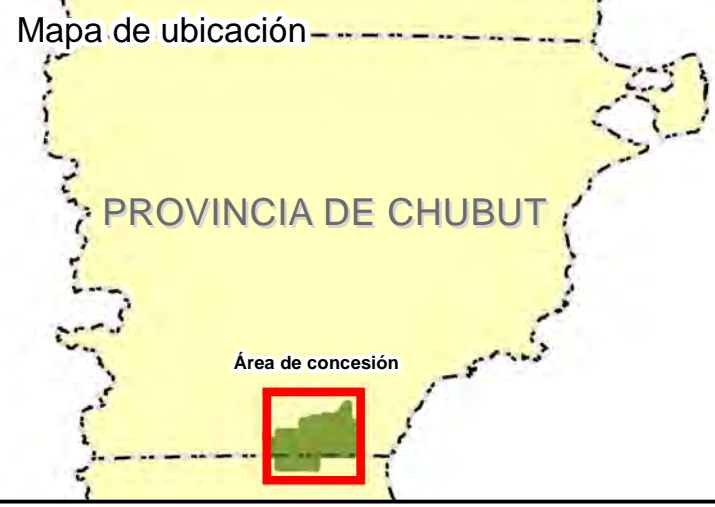 Mapa de ubicación
PROVINCIA DE CHUBUT
Área de concesión